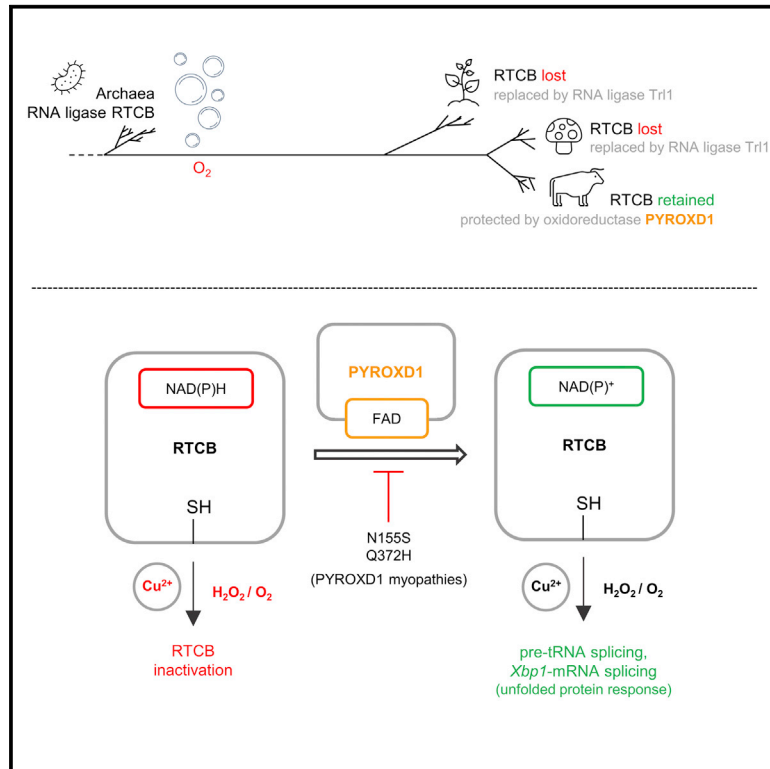 Archaea
RNA ligase RTCB
O₂
RTCB lost
replaced by RNA ligase Trl1
RTCB lost
replaced by RNA ligase Trl1
RTCB retained
protected by oxidoreductase PYROXD1
NAD(P)H
RTCB
SH
Cu²⁺
H₂O₂ / O₂
RTCB
inactivation
PYROXD1
FAD
N155S
Q372H
(PYROXD1 myopathies)
NAD(P)⁺
RTCB
SH
Cu²⁺
H₂O₂ / O₂
pre-tRNA splicing,
Xbp1-mRNA splicing
(unfolded protein response)